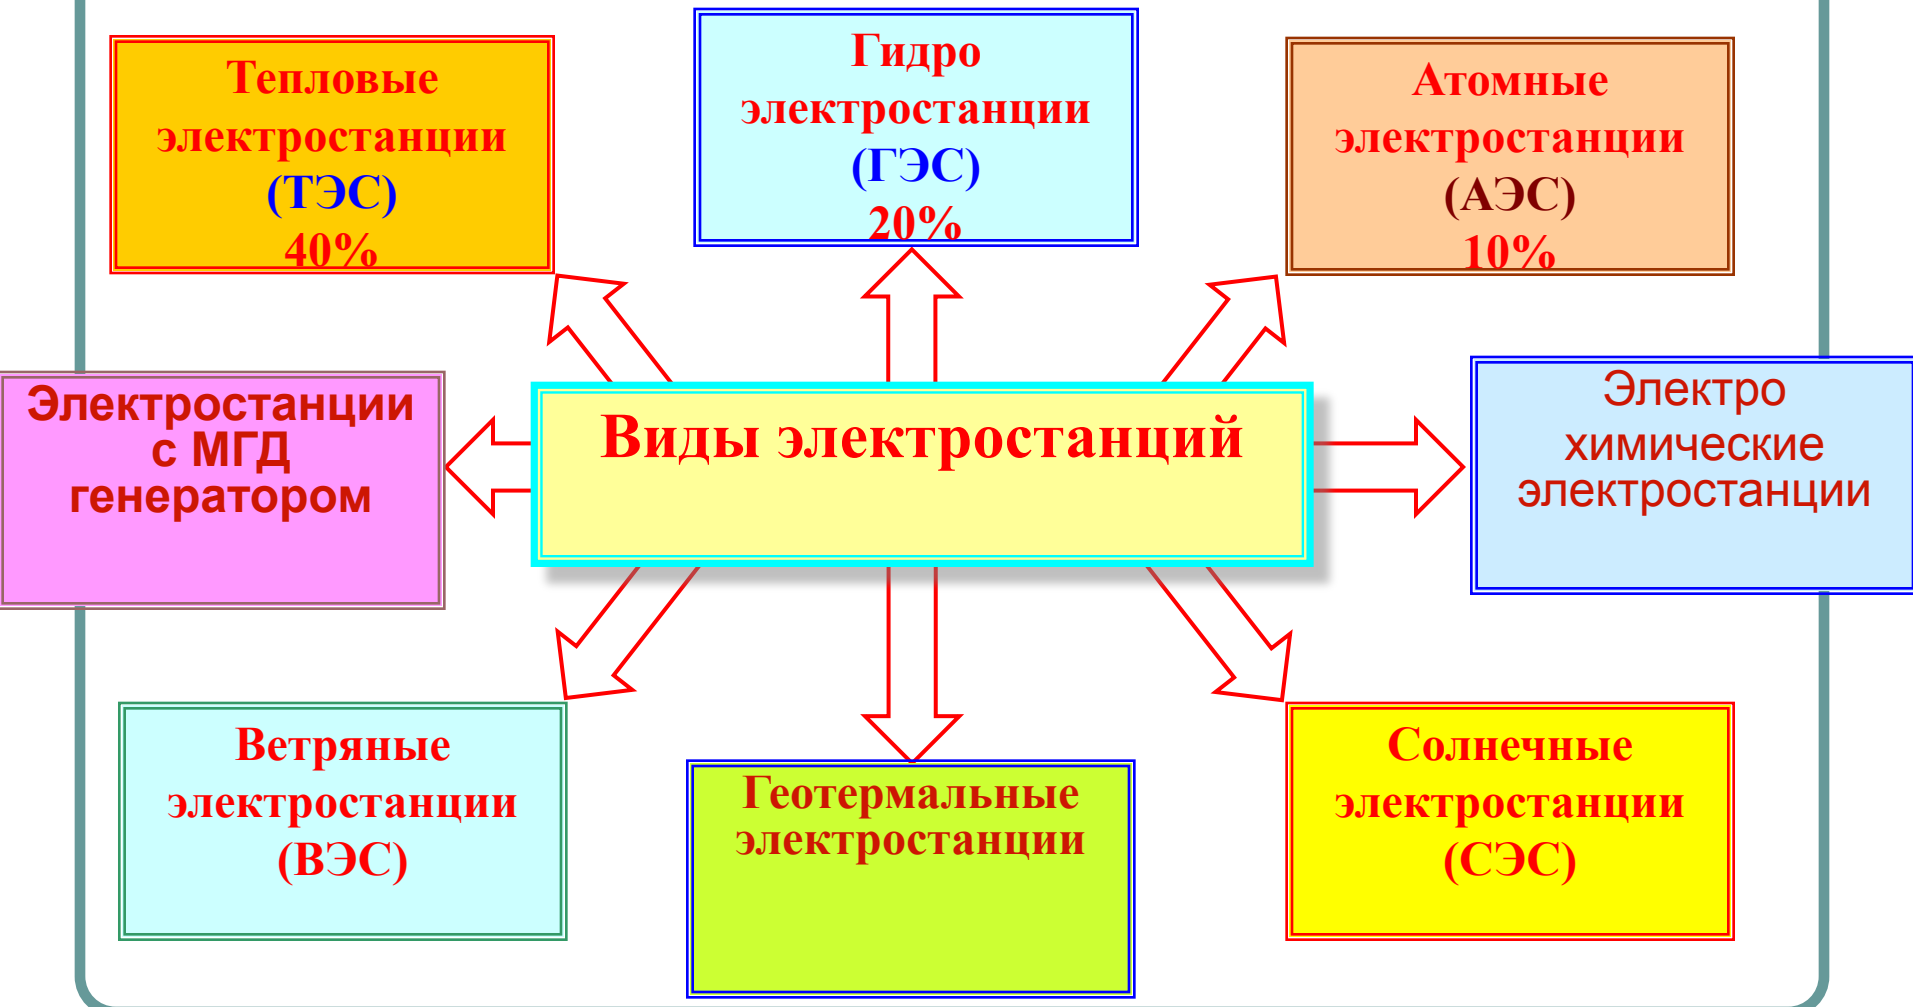 Тепловые
электростанции
(ТЭС)
40%
Гидро
электростанции
(ГЭС)
20%
Атомные
электростанции
(АЭС)
10%
Электростанции
с МГД
генератором
Виды электростанций
Электро
химические
электростанции
Ветряные
электростанции
(ВЭС)
Геотермальные
электростанции
Солнечные
электростанции
(СЭС)